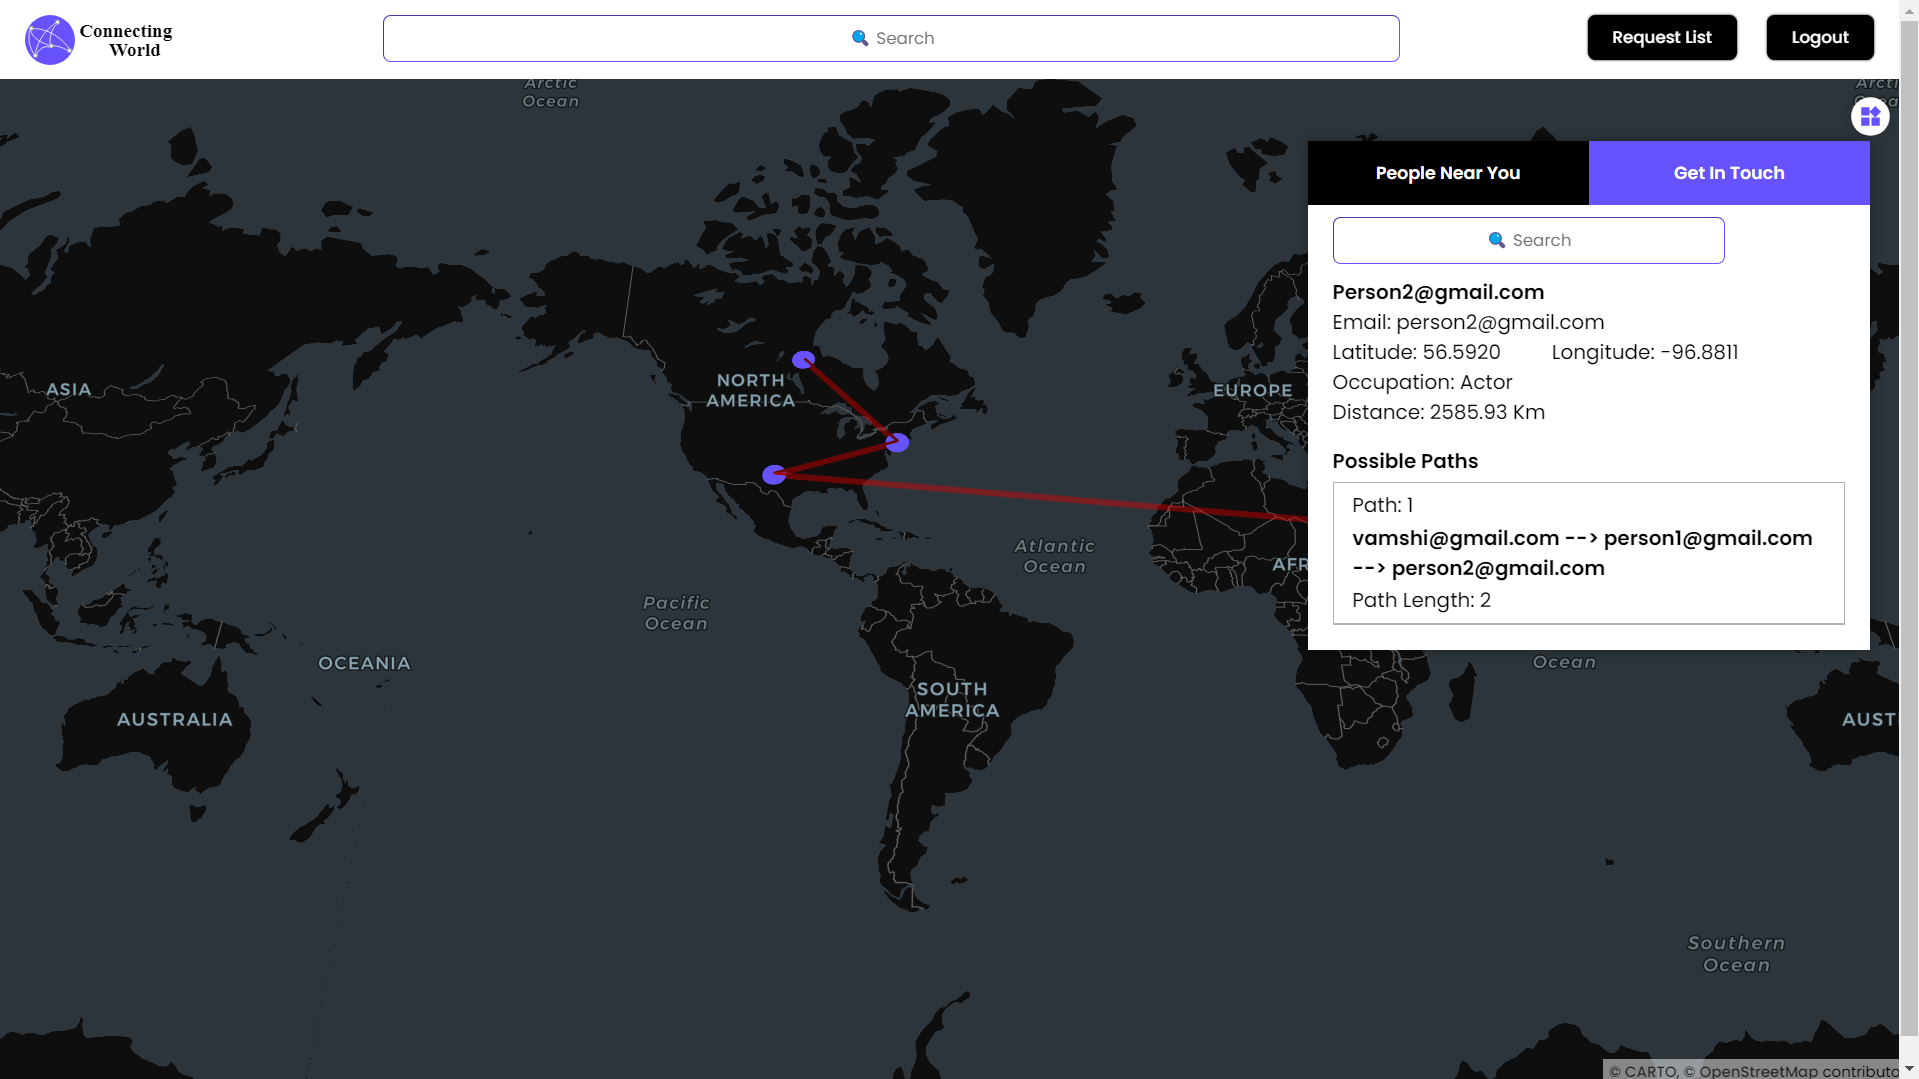 Connecting
World
🔍 Search
Request List
Logout
Arctic
Ocean
People Near You
Get In Touch
🔍 Search
Person2@gmail.com
Email: person2@gmail.com
Latitude: 56.5920 Longitude: -96.8811
Occupation: Actor
Distance: 2585.93 Km
Possible Paths
Path: 1
vamshi@gmail.com --> person1@gmail.com
--> person2@gmail.com
Path Length: 2
ASIA
NORTH
AMERICA
EUROPE
Atlantic
Ocean
AFR
Pacific
Ocean
OCEANIA
Ocean
SOUTH
AMERICA
AUSTRALIA
AUST
Southern
Ocean
© CARTO, © OpenStreetMap contributo